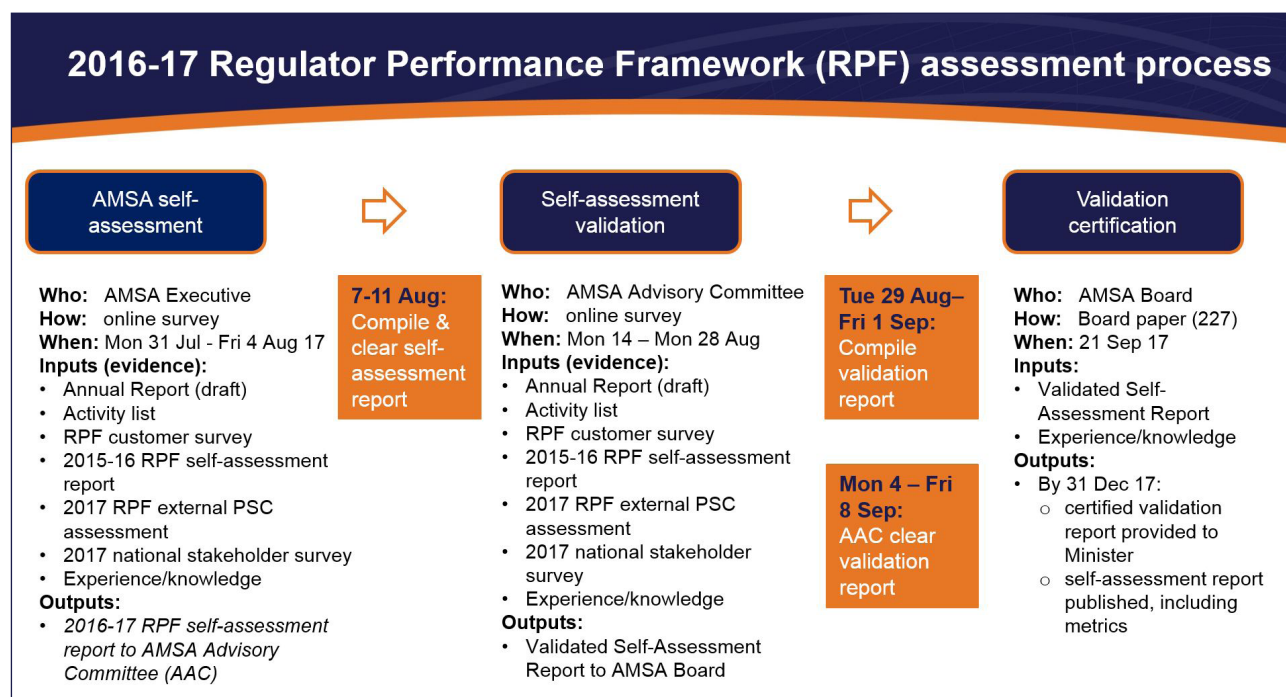 2016-17 Regulator Performance Framework (RPF) assessment process
AMSA self-
assessment
Who: AMSA Executive
How: online survey
When: Mon 31 Jul - Fri 4 Aug 17
Inputs (evidence):
• Annual Report (draft)
• Activity list
• RPF customer survey
• 2015-16 RPF self-assessment
report
• 2017 RPF external PSC
assessment
• 2017 national stakeholder survey
• Experience/knowledge
Outputs:
• 2016-17 RPF self-assessment
report to AMSA Advisory
Committee (AAC)
7-11 Aug:
Compile &
clear self-
assessment
report
Self-assessment
validation
Who: AMSA Advisory Committee
How: online survey
When: Mon 14 – Mon 28 Aug
Inputs (evidence):
• Annual Report (draft)
• Activity list
• RPF customer survey
• 2015-16 RPF self-assessment
report
• 2017 RPF external PSC
assessment
• 2017 national stakeholder
survey
• Experience/knowledge
Outputs:
• Validated Self-Assessment
Report to AMSA Board
Tue 29 Aug–
Fri 1 Sep:
Compile
validation
report
Mon 4 – Fri
8 Sep:
AAC clear
validation
report
Validation
certification
Who: AMSA Board
How: Board paper (227)
When: 21 Sep 17
Inputs:
• Validated Self-
Assessment Report
• Experience/knowledge
Outputs:
• By 31 Dec 17:
o certified validation
report provided to
Minister
o self-assessment report
published, including
metrics